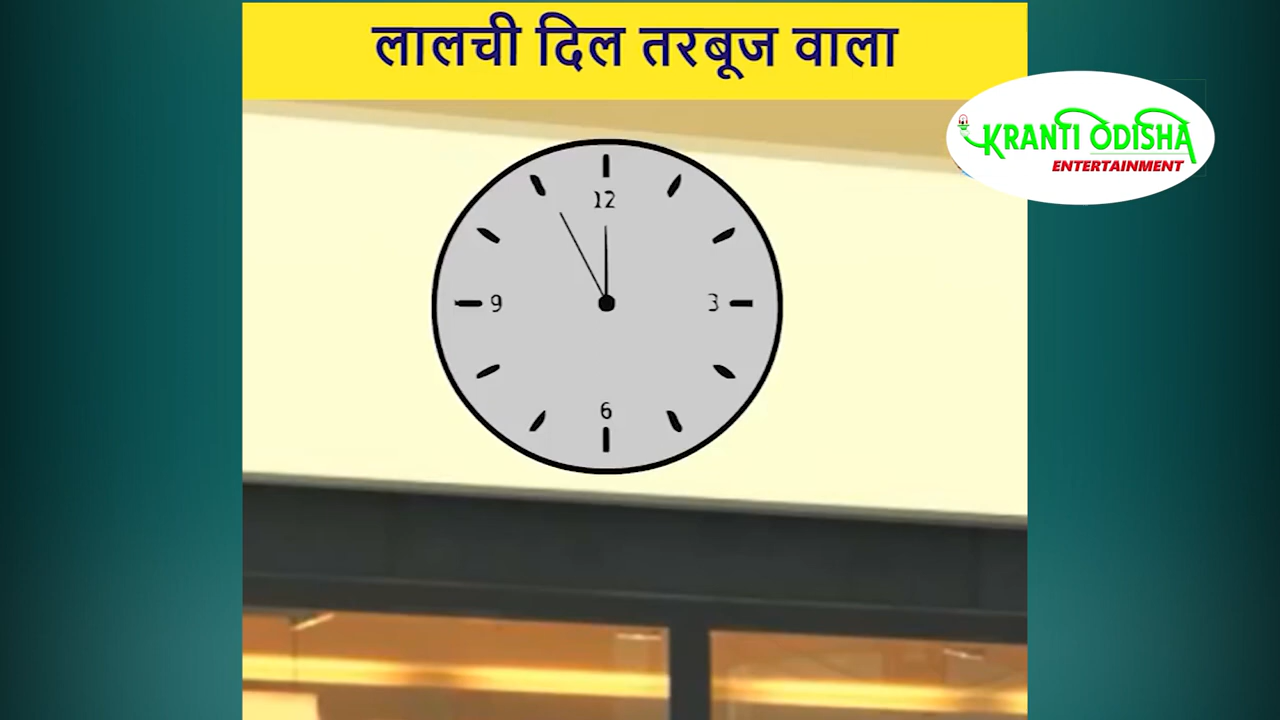 लालची दिल तरबूज वाला
KRANTI ODISHA
ENTERTAINMENT
12
9
3
6